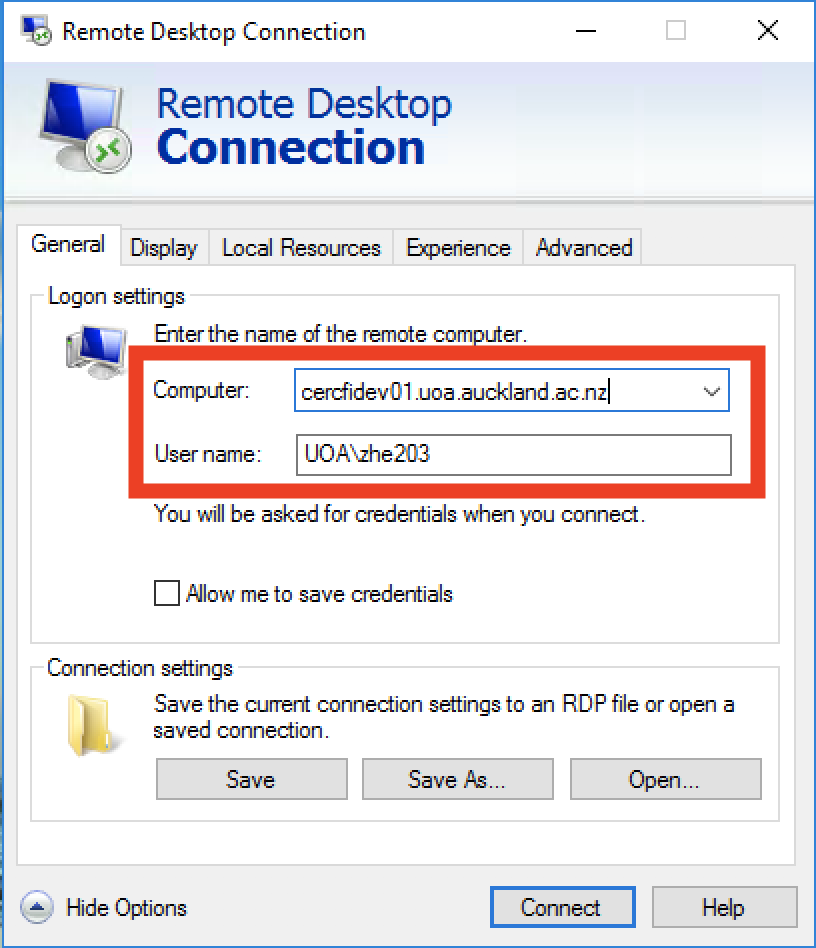 Remote Desktop Connection
Remote Desktop
Connection
General Display Local Resources Experience Advanced
Logon settings
Enter the name of the remote computer.
Computer: cercfidev01.uoa.auckland.ac.nz
User name: UOA\zhe203
You will be asked for credentials when you connect.
Allow me to save credentials
Connection settings
Save the current connection settings to an RDP file or open a
saved connection.
Save Save As... Open...
Hide Options Connect Help